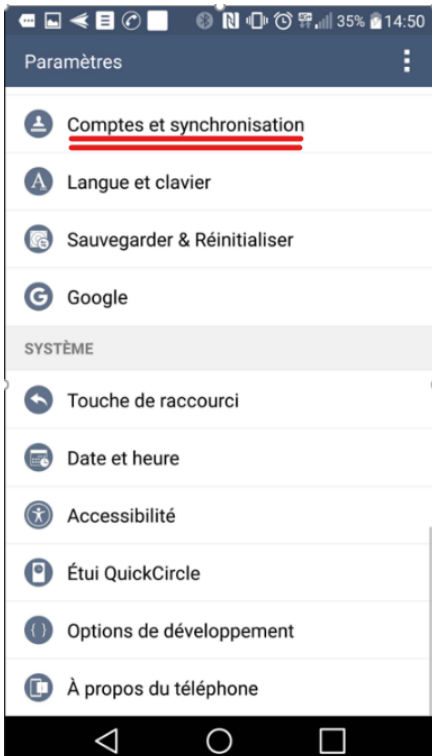 35% 14:50
Paramètres
Comptes et synchronisation
Langue et clavier
Sauvegarder & Réinitialiser
Google
SYSTÈME
Touche de raccourci
Date et heure
Accessibilité
Étui QuickCircle
Options de développement
À propos du téléphone